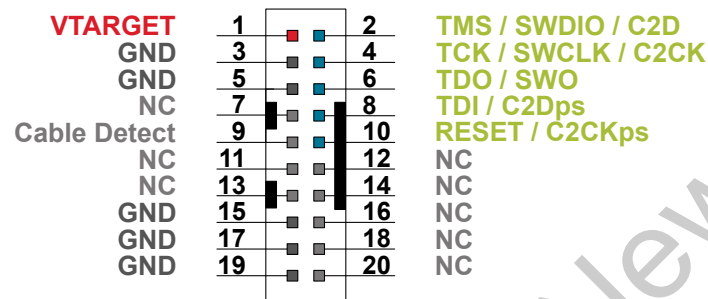 VTARGET 1 2 TMS / SWDIO / C2D
GND 3 4 TCK / SWCLK / C2CK
GND 5 6 TDO / SWO
NC 7 8 TDI / C2Dps
Cable Detect 9 10 RESET / C2CKps
NC 11 12 NC
NC 13 14 NC
GND 15 16 NC
GND 17 18 NC
GND 19 20 NC
New